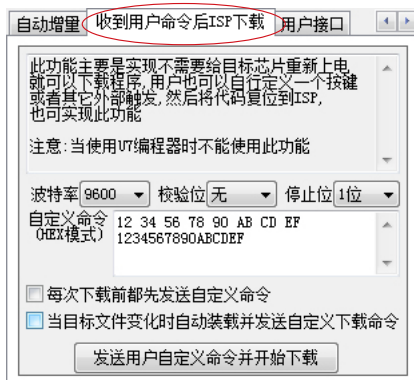 自动增量 收到用户命令后ISP下载 用户接口
此功能主要是实现不需要给目标芯片重新上电
就可以下载程序,用户也可以自行定义一个按键
或者其它外部触发,然后将代码复位到ISP,
也可实现此功能
注意:当使用U7编程器时不能使用此功能
波特率 9600 校验位 无 停止位 1位
自定义命令 12 34 56 78 90 AB CD EF
(HEX模式) 1234567890ABCDEF
每次下载前都先发送自定义命令
当目标文件变化时自动装载并发送自定义下载命令
发送用户自定义命令并开始下载